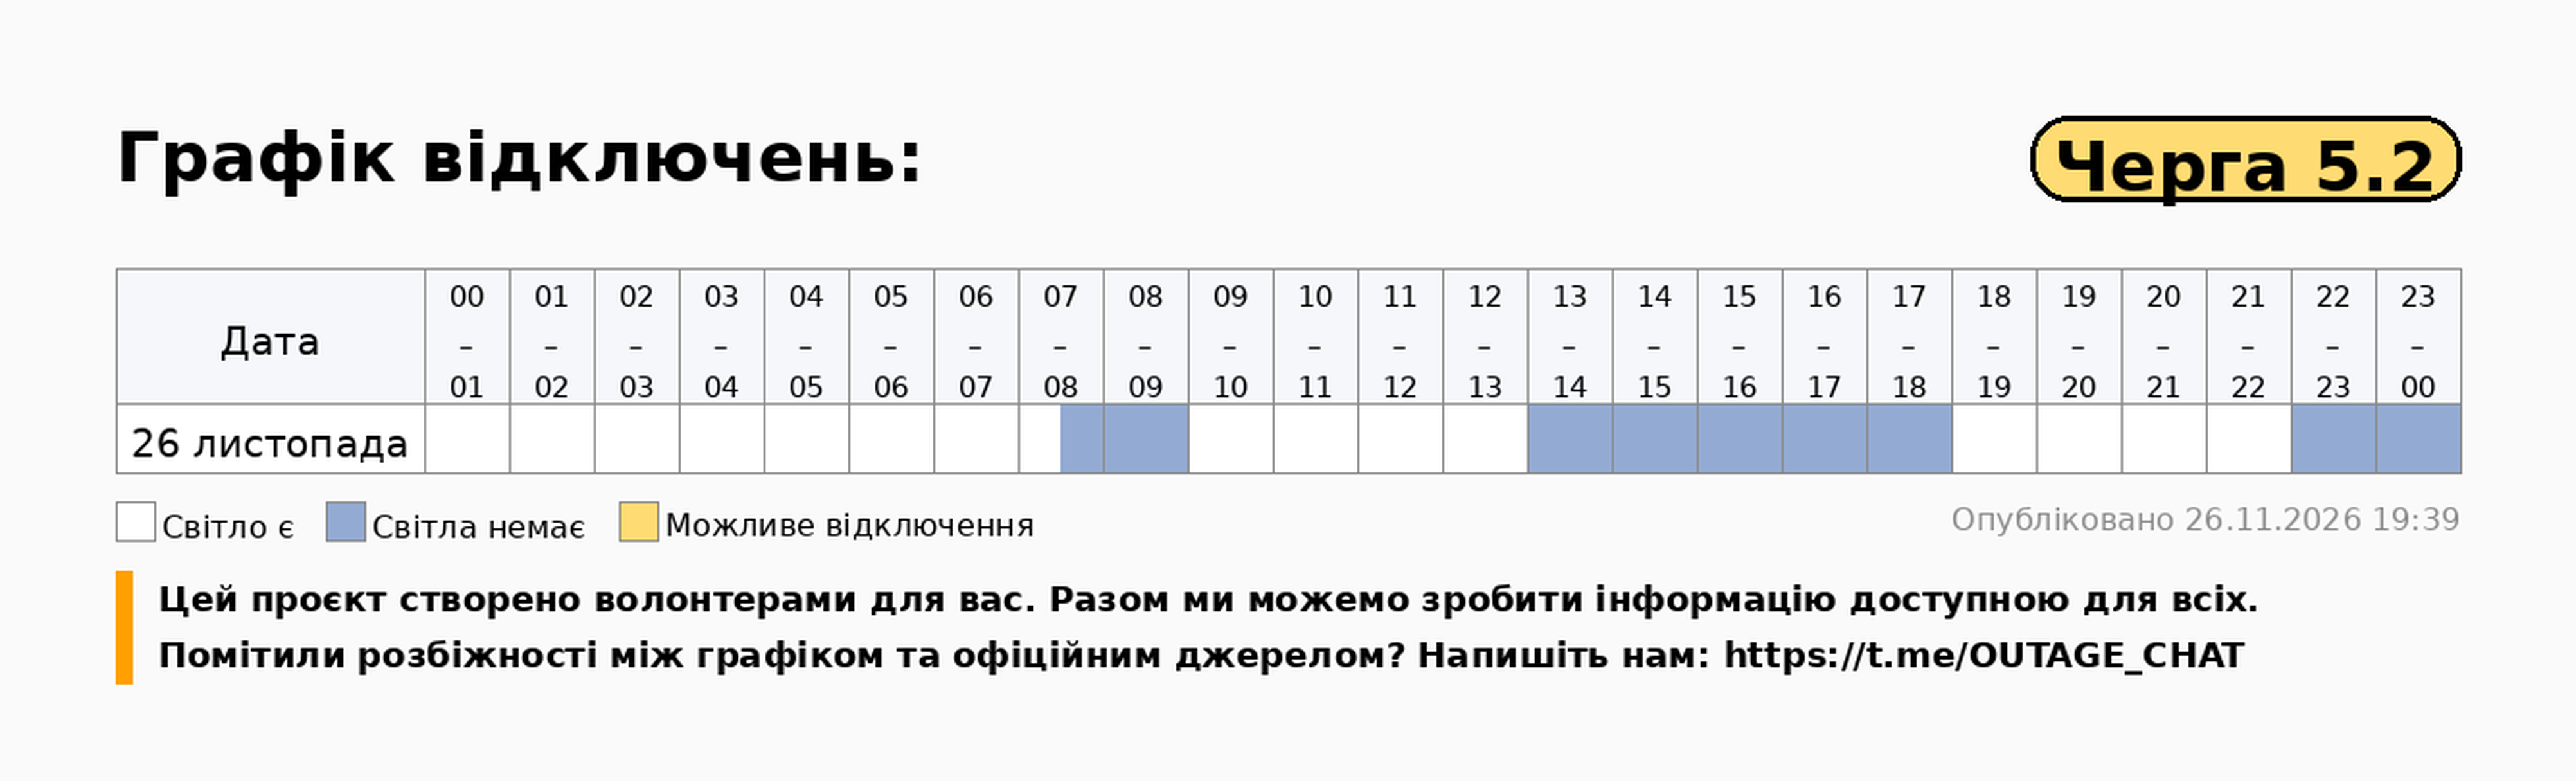 Графік відключень:
Черга 5.2
Дата
00 – 01
01 – 02
02 – 03
03 – 04
04 – 05
05 – 06
06 – 07
07 – 08
08 – 09
09 – 10
10 – 11
11 – 12
12 – 13
13 – 14
14 – 15
15 – 16
16 – 17
17 – 18
18 – 19
19 – 20
20 – 21
21 – 22
22 – 23
23 – 00
26 листопада
Світло є
Світла немає
Можливе відключення
Опубліковано 26.11.2026 19:39
Цей проєкт створено волонтерами для вас. Разом ми можемо зробити інформацію доступною для всіх.
Помітили розбіжності між графіком та офіційним джерелом? Напишіть нам: https://t.me/OUTAGE_CHAT